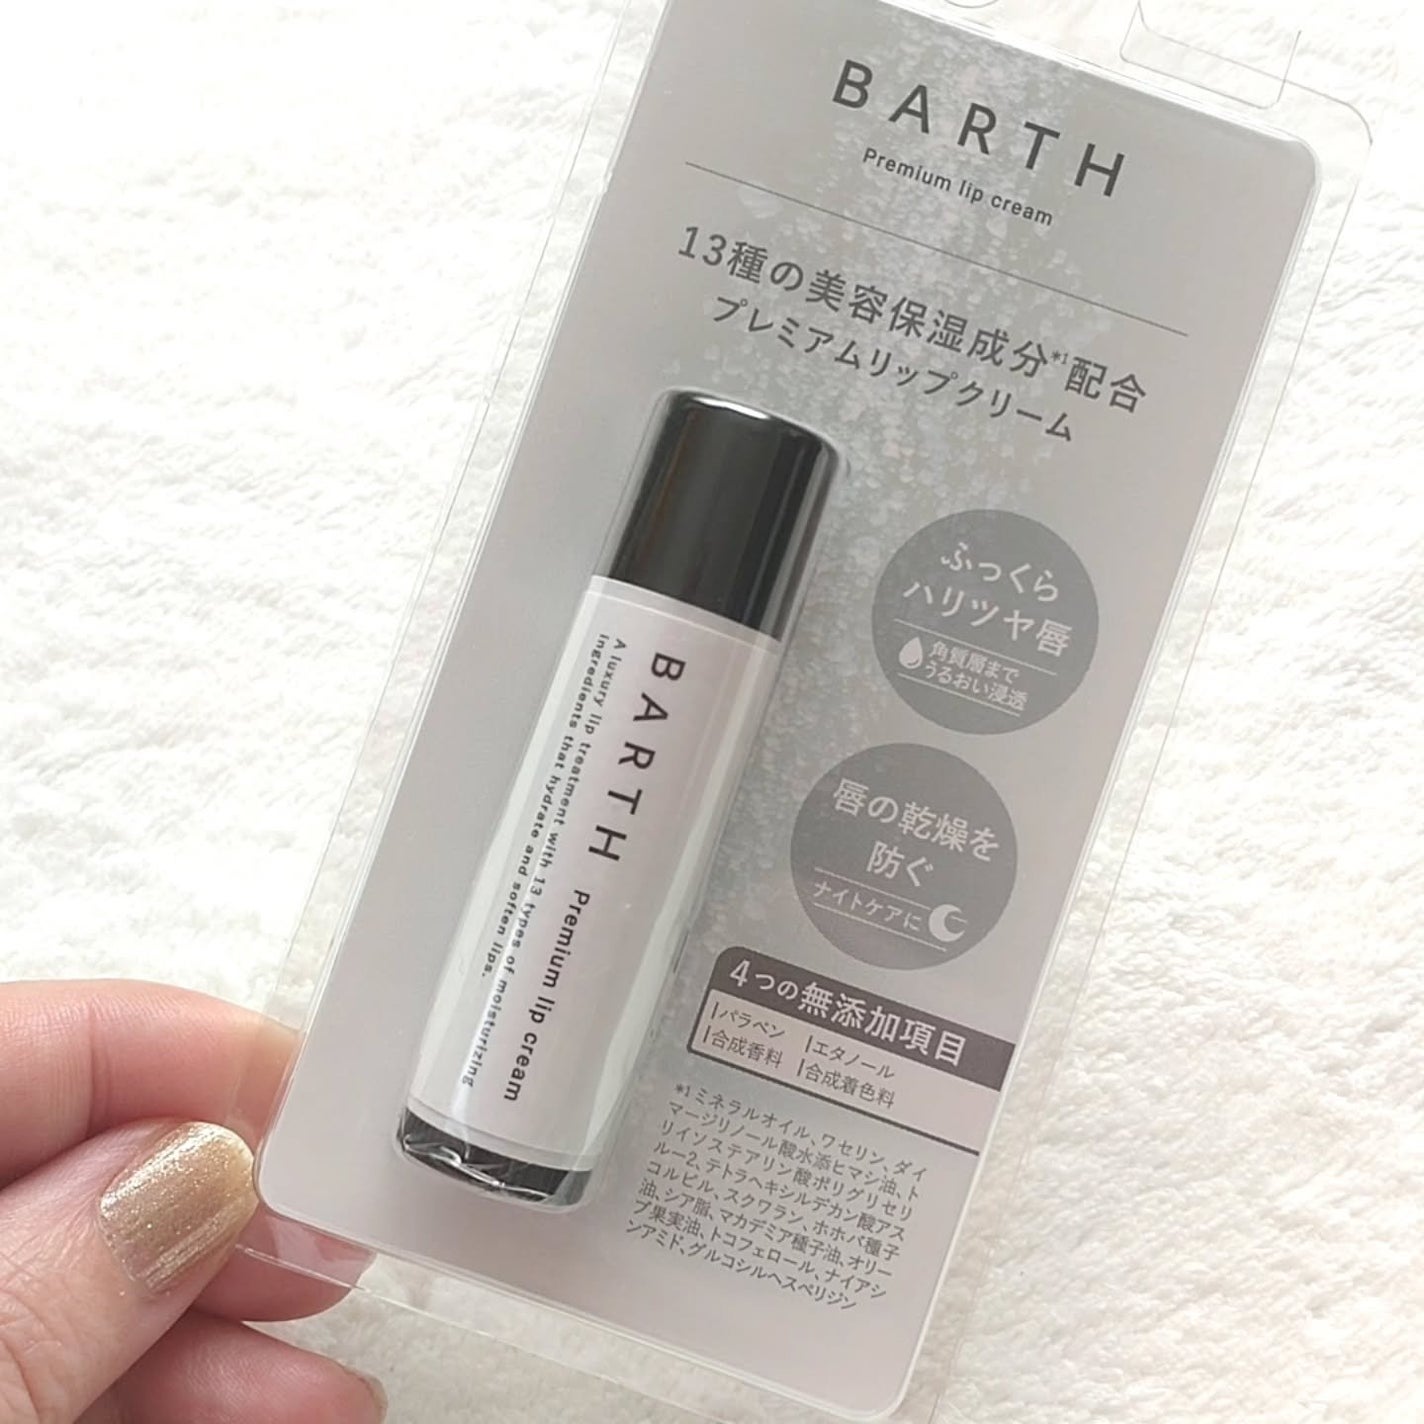 BARTH
Premium lip cream
13種の美容保湿成分*1配合
プレミアムリップクリーム
ふっくら
ハリツヤ唇
角質層まで
うるおい浸透
唇の乾燥を
防ぐ
ナイトケアに
4つの無添加項目
パラベン エタノール
合成香料 合成着色料
*1 ミネラルオイル、ワセリン、ダイ
マージリノール酸水添ヒマシ油、ト
リイソステアリン酸ポリグリセリ
ル－2、テトラヘキシルデカン酸アス
コルビル、スクワラン、ホホバ種子
油、シア脂、マカデミア種子油、オリー
ブ果実油、トコフェロール、ナイアシ
ンアミド、グルコシルヘスペリジン
BARTH Premium lip cream
A luxury lip treatment with 13 types of moisturizing
ingredients that hydrate and soften lips.